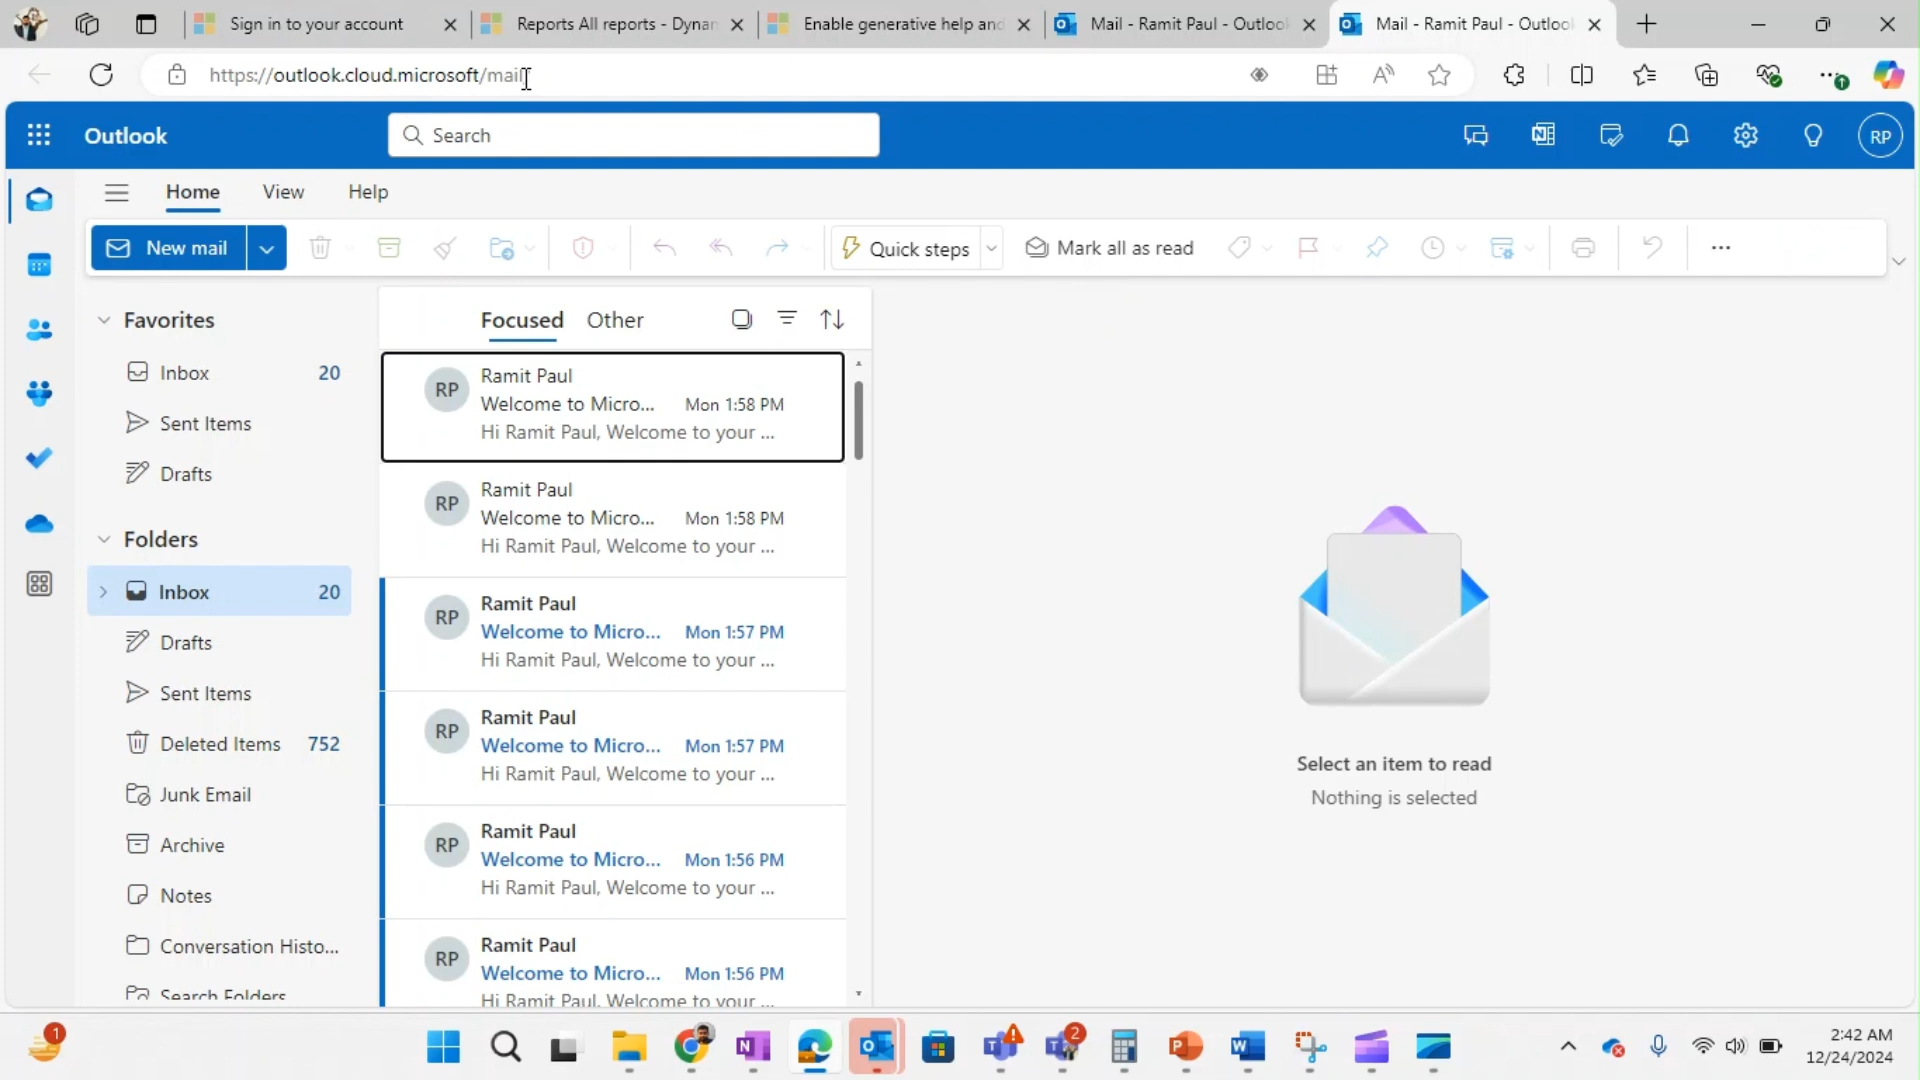 Sign in to your account
Reports All reports - Dynan
Enable generative help and
Mail - Ramit Paul - Outlook
Mail - Ramit Paul - Outlook
https://outlook.cloud.microsoft/mail
Outlook
Search
RP
Home View Help
New mail
Quick steps
Mark all as read
Favorites
Inbox 20
Sent Items
Drafts
Folders
Inbox 20
Drafts
Sent Items
Deleted Items 752
Junk Email
Archive
Notes
Conversation Histo...
Search Folders
Focused Other
RP
Ramit Paul
Welcome to Micro... Mon 1:58 PM
Hi Ramit Paul, Welcome to your ...
RP
Ramit Paul
Welcome to Micro... Mon 1:58 PM
Hi Ramit Paul, Welcome to your ...
RP
Ramit Paul
Welcome to Micro... Mon 1:57 PM
Hi Ramit Paul, Welcome to your ...
RP
Ramit Paul
Welcome to Micro... Mon 1:57 PM
Hi Ramit Paul, Welcome to your ...
RP
Ramit Paul
Welcome to Micro... Mon 1:56 PM
Hi Ramit Paul, Welcome to your ...
RP
Ramit Paul
Welcome to Micro... Mon 1:56 PM
Hi Ramit Paul, Welcome to your ...
Select an item to read
Nothing is selected
1
2
2:42 AM
12/24/2024